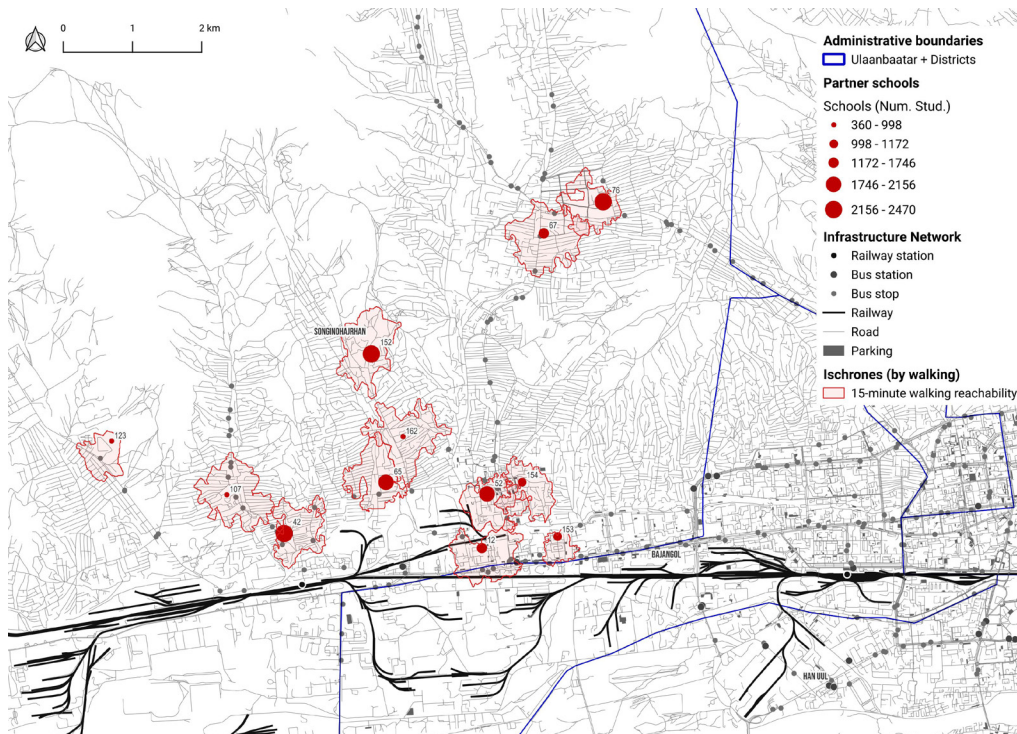 0 1 2 km
Administrative boundaries
Ulaanbaatar + Districts
Partner schools
Schools (Num. Stud.)
360 - 998
998 - 1172
1172 - 1746
1746 - 2156
2156 - 2470
Infrastructure Network
Railway station
Bus station
Bus stop
Railway
Road
Parking
Ischrones (by walking)
15-minute walking reachability
76
67
SONGINOHAJRHAN
152
123
162
65
107
52
154
42
12
153
BAJANGOL
HAN UUL